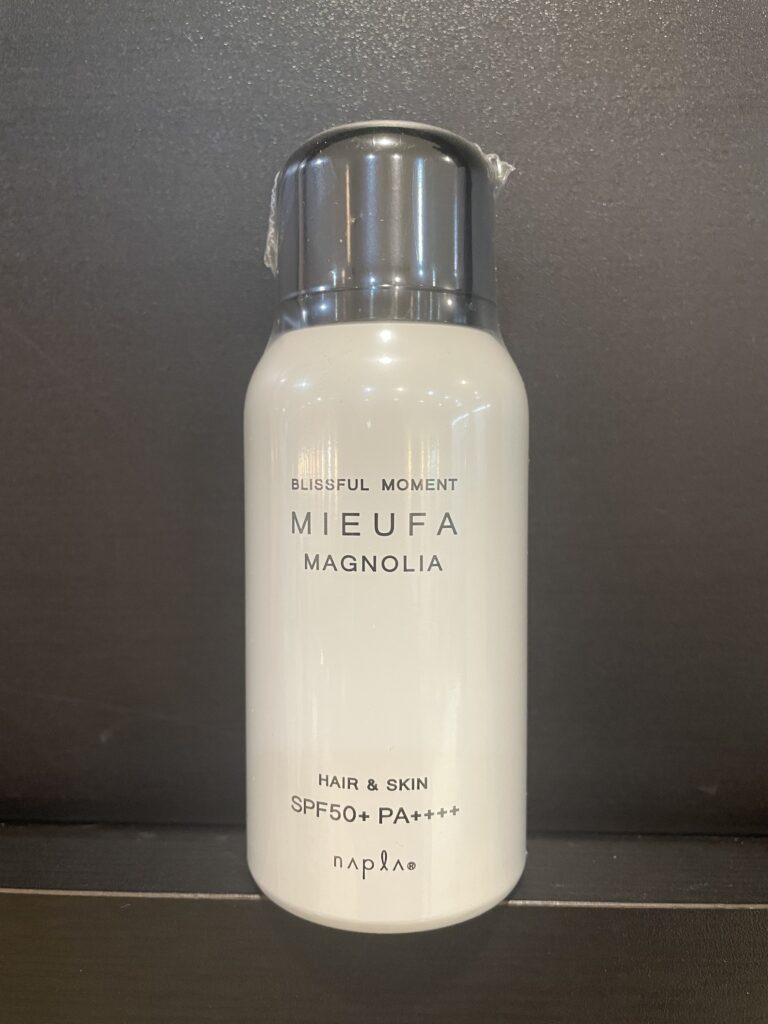 BLISSFUL MOMENT
MIEUFA
MAGNOLIA
HAIR & SKIN
SPF50+ PA++++
napla®